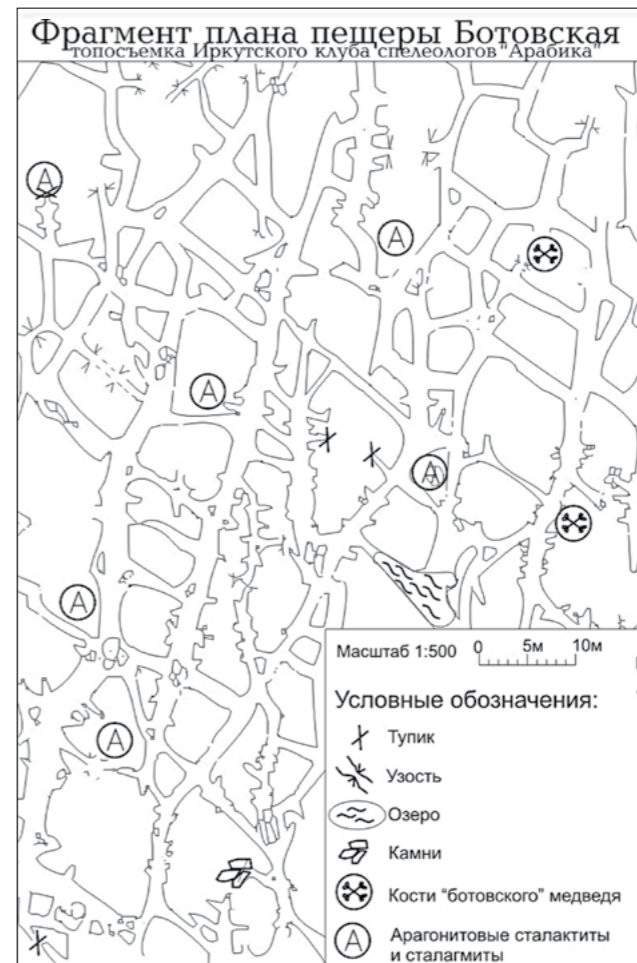 Фрагмент плана пещеры Ботовская
топосъемка Иркутского клуба спелеологов "Арабика"
А
А
А
А
А
А
Масштаб 1:500 0 5м 10м
Условные обозначения:
Тупик
Узость
Озеро
Камни
Кости "ботовского" медведя
А Арагонитовые сталактиты
и сталагмиты